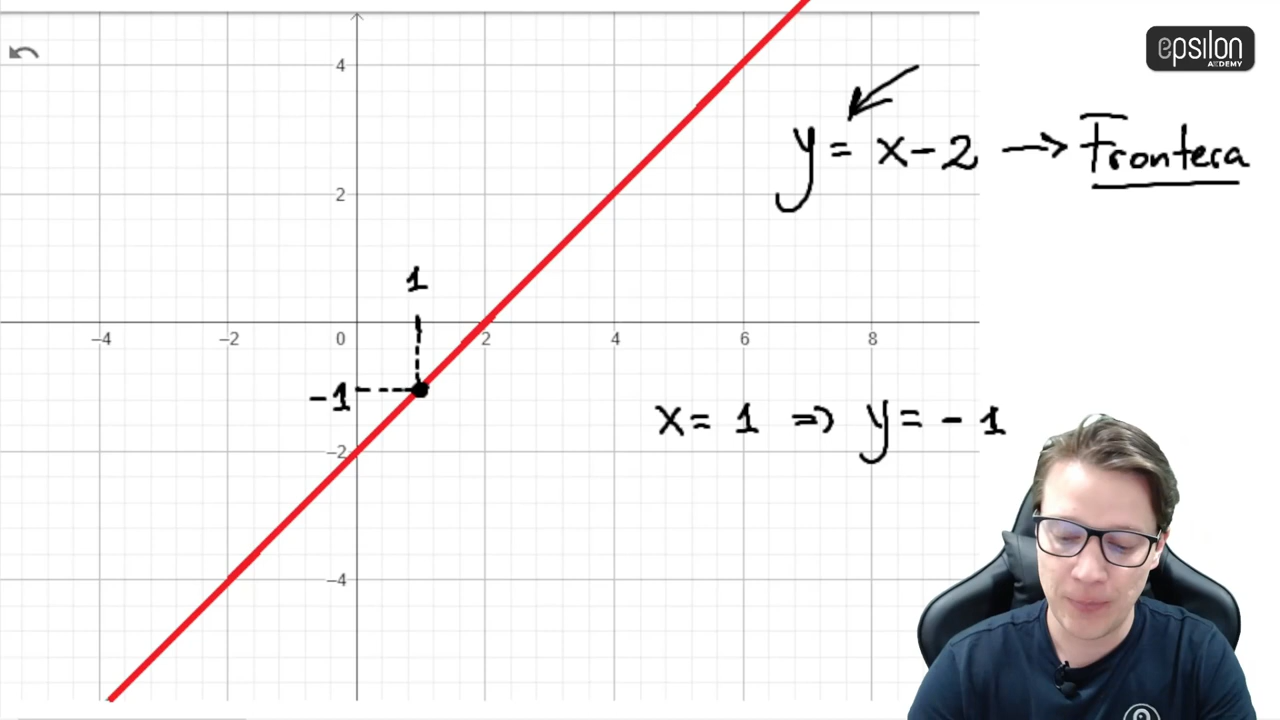 epsilon
ACADEMY
y = x-2 → Frontera
4
2
1
-4 -2 0 2 4 6 8
-1
x = 1 ⇒ y = -1
-2
-4